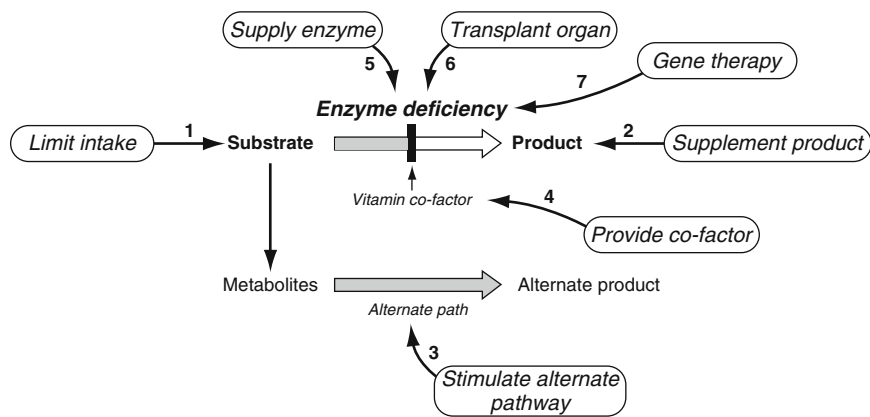 Supply enzyme
Transplant organ
5
6
Gene therapy
7
Enzyme deficiency
Limit intake
1
Substrate
Product
2
Supplement product
Vitamin co-factor
4
Provide co-factor
Metabolites
Alternate product
Alternate path
3
Stimulate alternate
pathway